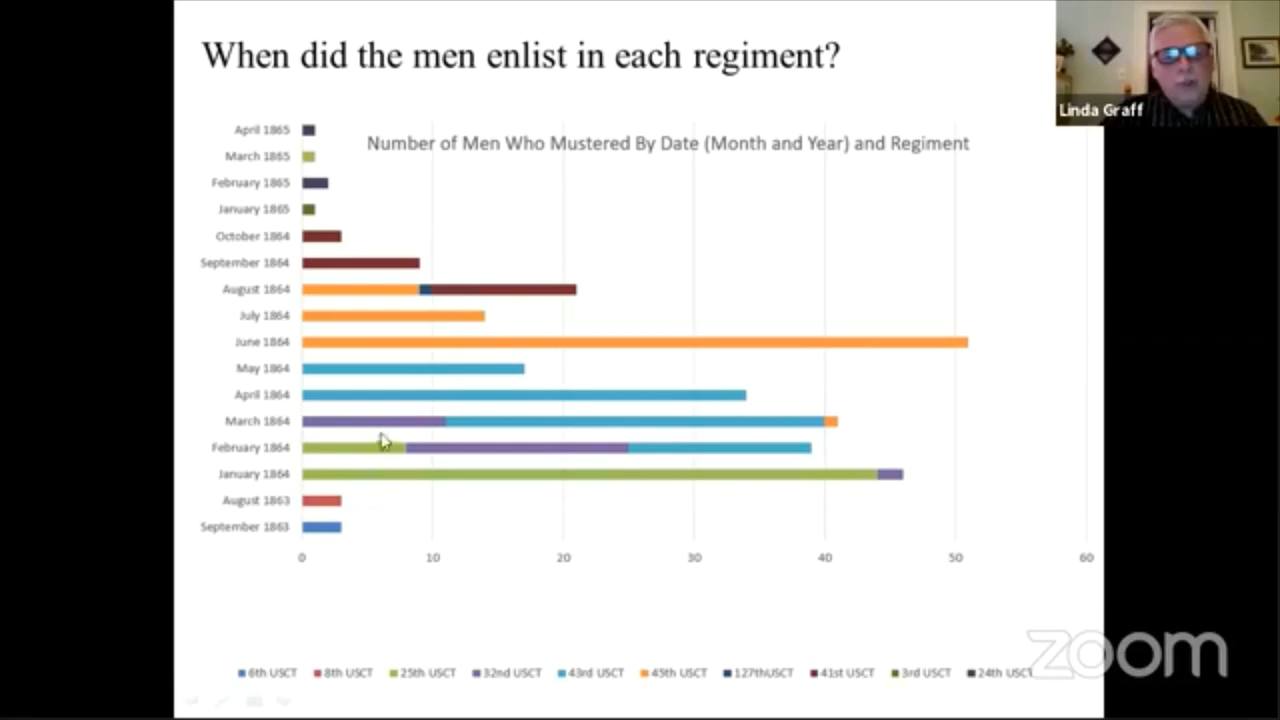 When did the men enlist in each regiment?
Linda Graff
Number of Men Who Mustered By Date (Month and Year) and Regiment
April 1865
March 1865
February 1865
January 1865
October 1864
September 1864
August 1864
July 1864
June 1864
May 1864
April 1864
March 1864
February 1864
January 1864
August 1863
September 1863
0 10 20 30 40 50 60
6th USCT 8th USCT 25th USCT 32nd USCT 43rd USCT 45th USCT 127thUSCT 41st USCT 3rd USCT 24th USCT
zoom